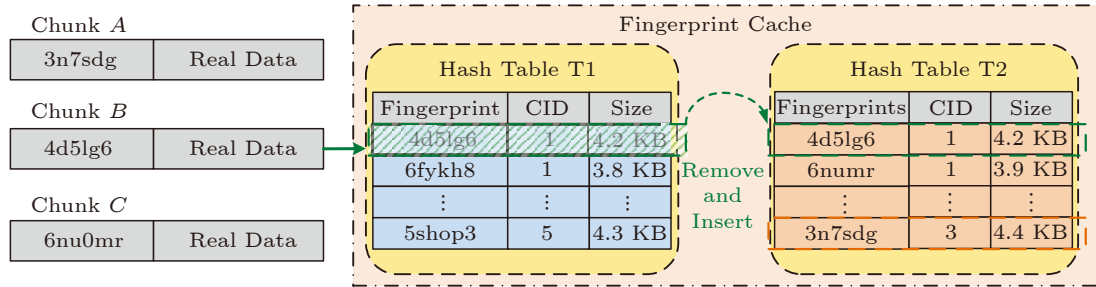 Chunk A
3n7sdg Real Data
Chunk B
4d5lg6 Real Data
Chunk C
6nu0mr Real Data
Fingerprint Cache
Hash Table T1
Fingerprint CID Size
4d5lg6 1 4.2 KB
6fykh8 1 3.8 KB
⋮ ⋮ ⋮
5shop3 5 4.3 KB
Remove
and
Insert
Hash Table T2
Fingerprints CID Size
4d5lg6 1 4.2 KB
6numr 1 3.9 KB
⋮ ⋮ ⋮
3n7sdg 3 4.4 KB